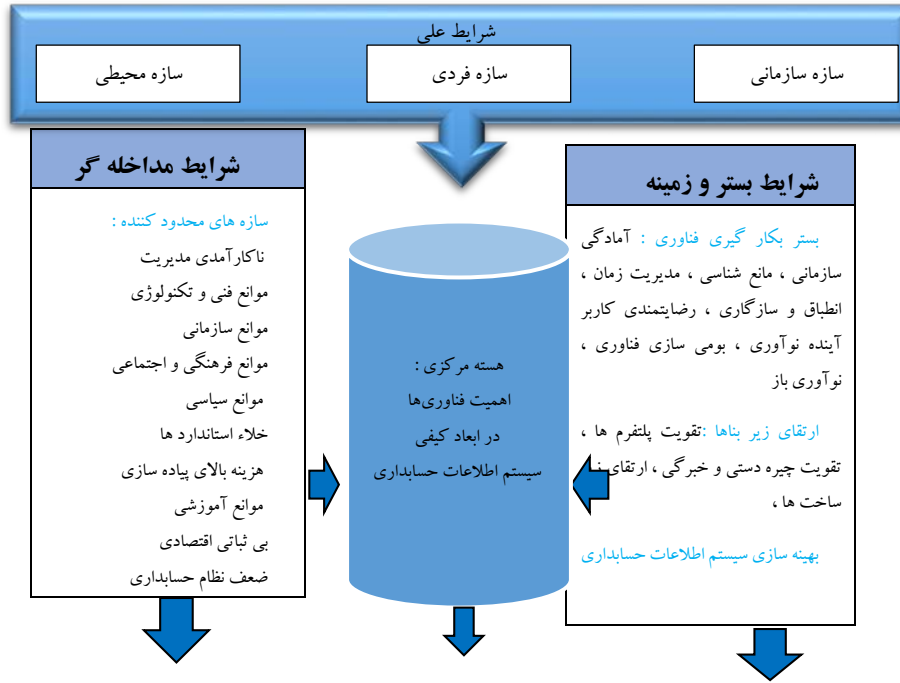 شرایط علی
سازه سازمانی
سازه فردی
سازه محیطی
شرایط بستر و زمینه
بستر بکار گیری فناوری : آمادگی
سازمانی ، مانع شناسی ، مدیریت زمان ،
انطباق و سازگاری ، رضایتمندی کاربر
آینده نوآوری ، بومی سازی فناوری ،
نوآوری باز
ارتقای زیر بناها :تقویت پلتفرم ها ،
تقویت چیره دستی و خبرگی ، ارتقای
ساخت ها ،
بهینه سازی سیستم اطلاعات حسابداری
هسته مرکزی :
اهمیت فناوری‌ها
در ابعاد کیفی
سیستم اطلاعات حسابداری
شرایط مداخله گر
سازه های محدود کننده :
ناکارآمدی مدیریت
موانع فنی و تکنولوژی
موانع سازمانی
موانع فرهنگی و اجتماعی
موانع سیاسی
خلاء استاندارد ها
هزینه بالای پیاده سازی
موانع آموزشی
بی ثباتی اقتصادی
ضعف نظام حسابداری